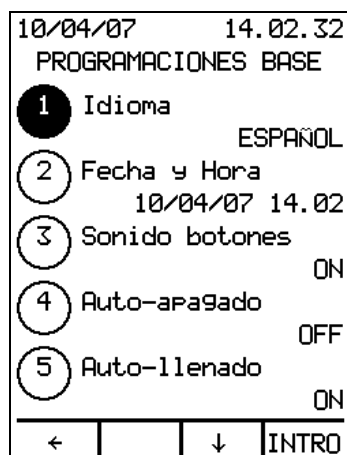 10/04/07 14.02.32
PROGRAMACIONES BASE
1 Idioma
ESPAÑOL
2 Fecha y Hora
10/04/07 14.02
3 Sonido botones
ON
4 Auto-apagado
OFF
5 Auto-llenado
ON
← ↓ INTRO